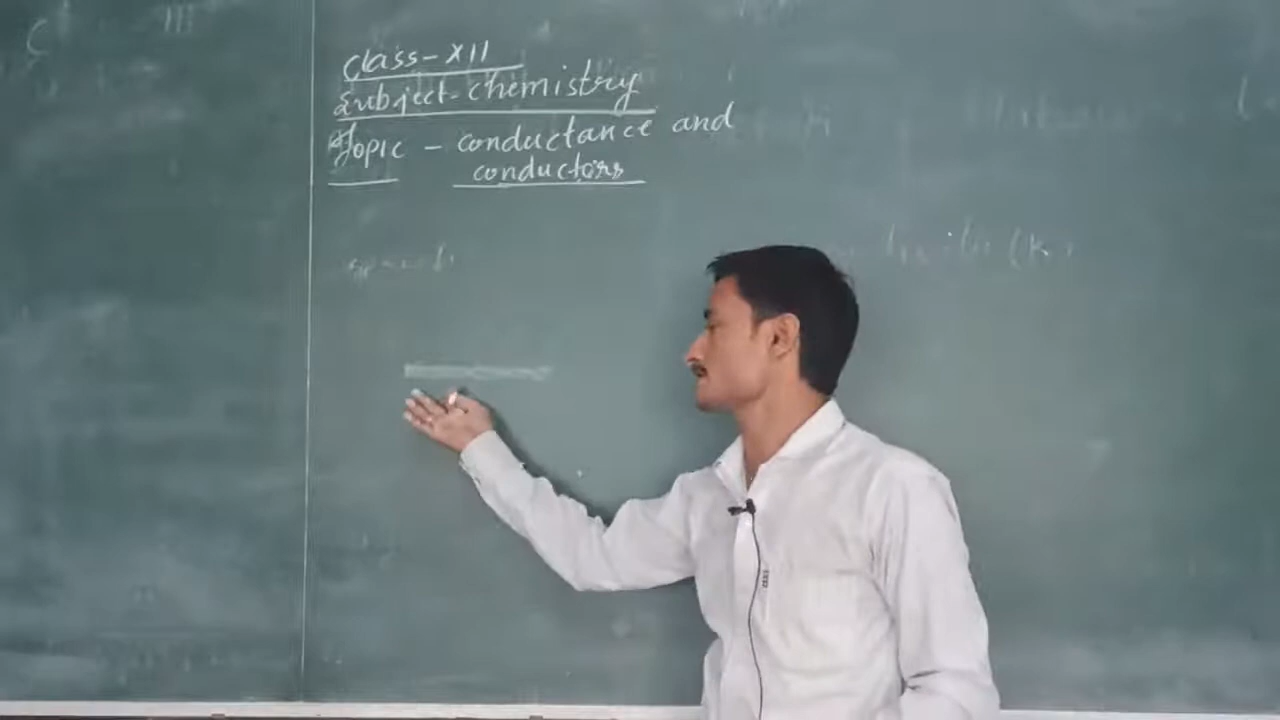 Class - XII
Subject - Chemistry
Topic - conductance and
conductors